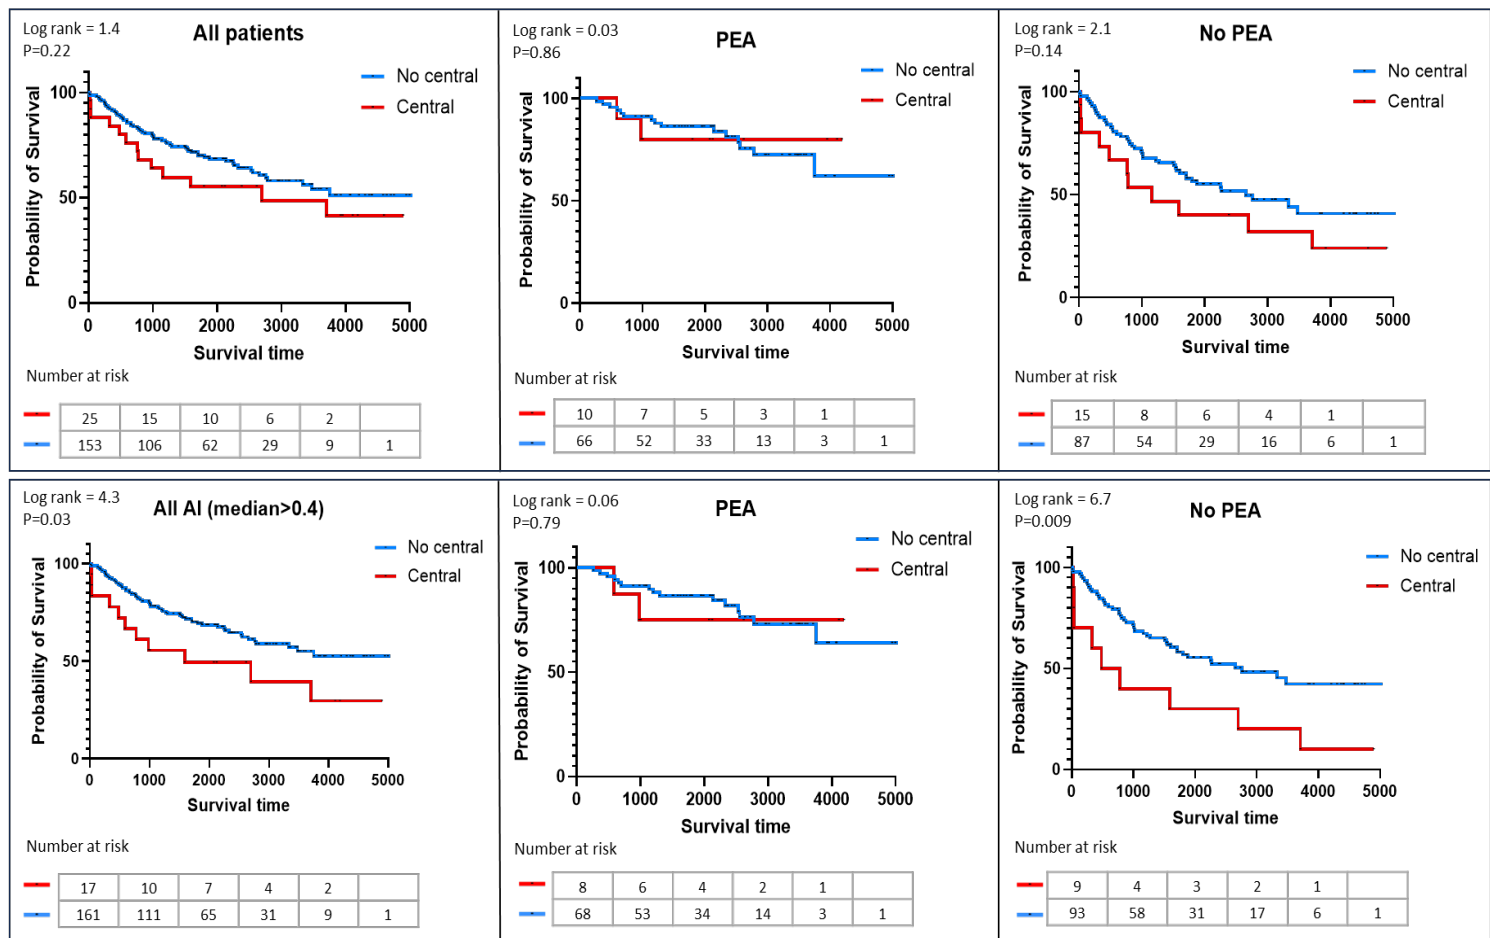 Log rank = 1.4
P=0.22
All patients
No central
Central
Probability of Survival
100
50
0
0 1000 2000 3000 4000 5000
Survival time
Number at risk
25 15 10 6 2
153 106 62 29 9 1
Log rank = 0.03
P=0.86
PEA
No central
Central
Probability of Survival
100
50
0
0 1000 2000 3000 4000 5000
Survival time
Number at risk
10 7 5 3 1
66 52 33 13 3 1
Log rank = 2.1
P=0.14
No PEA
No central
Central
Probability of Survival
100
50
0
0 1000 2000 3000 4000 5000
Survival time
Number at risk
15 8 6 4 1
87 54 29 16 6 1
Log rank = 4.3
P=0.03
All AI (median>0.4)
No central
Central
Probability of Survival
100
50
0
0 1000 2000 3000 4000 5000
Survival time
Number at risk
17 10 7 4 2
161 111 65 31 9 1
Log rank = 0.06
P=0.79
PEA
No central
Central
Probability of Survival
100
50
0
0 1000 2000 3000 4000 5000
Survival time
Number at risk
8 6 4 2 1
68 53 34 14 3 1
Log rank = 6.7
P=0.009
No PEA
No central
Central
Probability of Survival
100
50
0
0 1000 2000 3000 4000 5000
Survival time
Number at risk
9 4 3 2 1
93 58 31 17 6 1